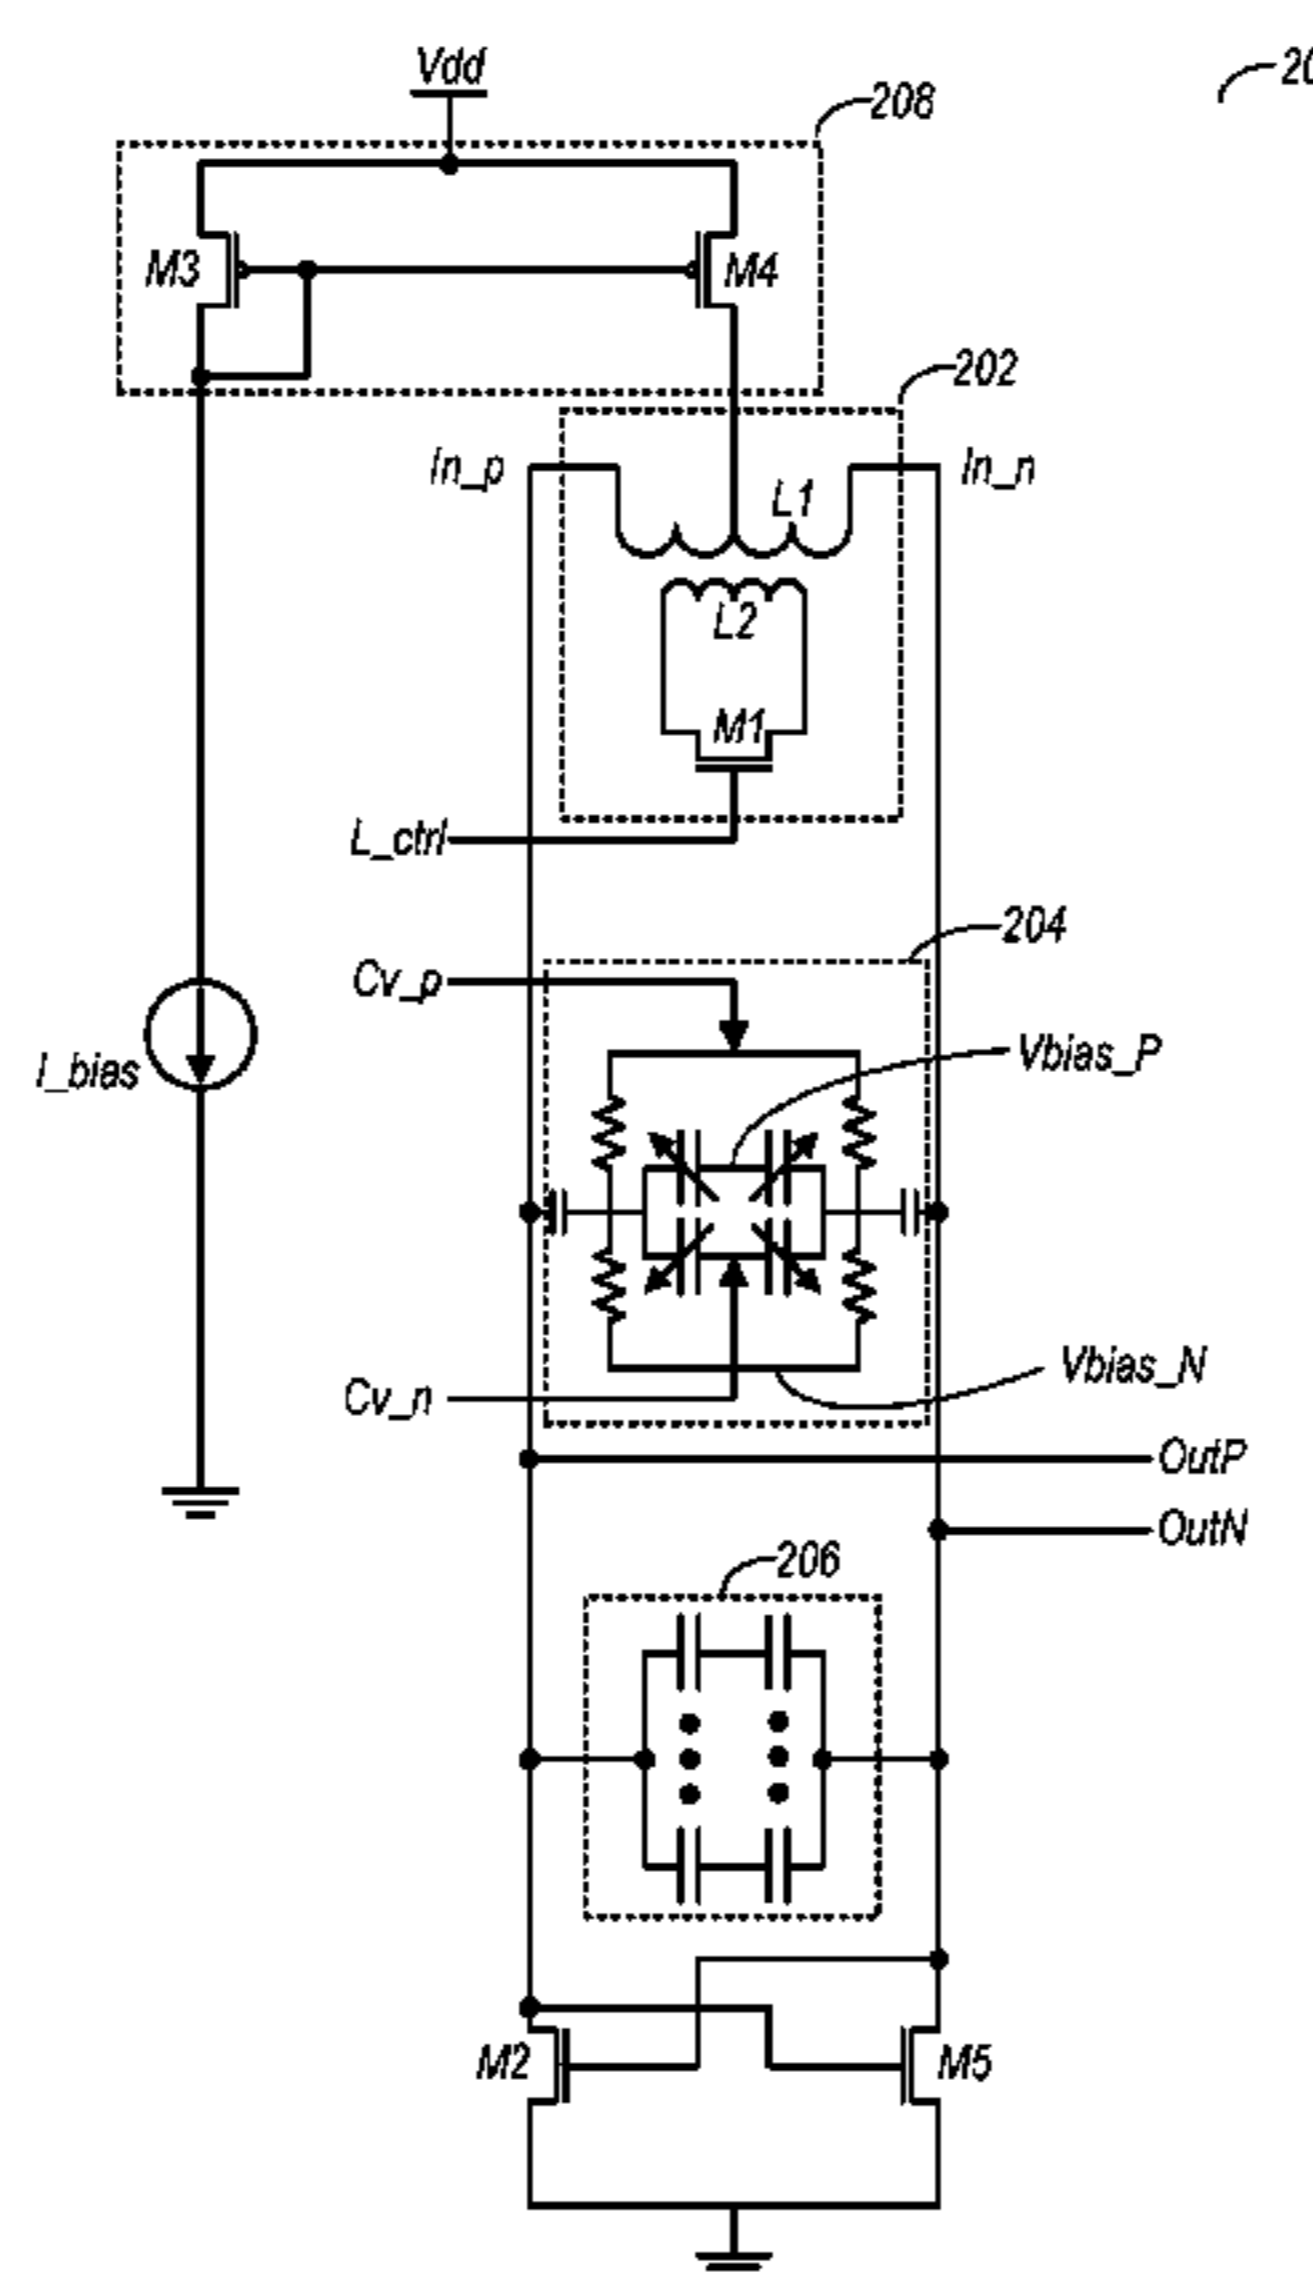 Vdd
208
M3
M4
202
In_p
In_n
L1
L2
M1
L_ctrl
204
Cv_p
Vbias_P
I_bias
Vbias_N
Cv_n
OutP
OutN
206
M2
M5